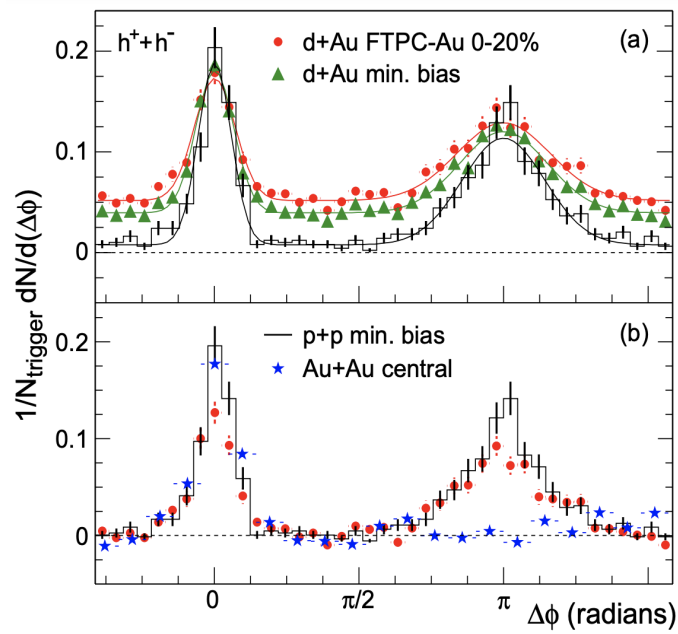 h⁺+h⁻
d+Au FTPC-Au 0-20%
(a)
d+Au min. bias
0.2
0.1
0
1/N_trigger dN/d(Δφ)
p+p min. bias
(b)
Au+Au central
0.2
0.1
0
0 π/2 π Δφ (radians)